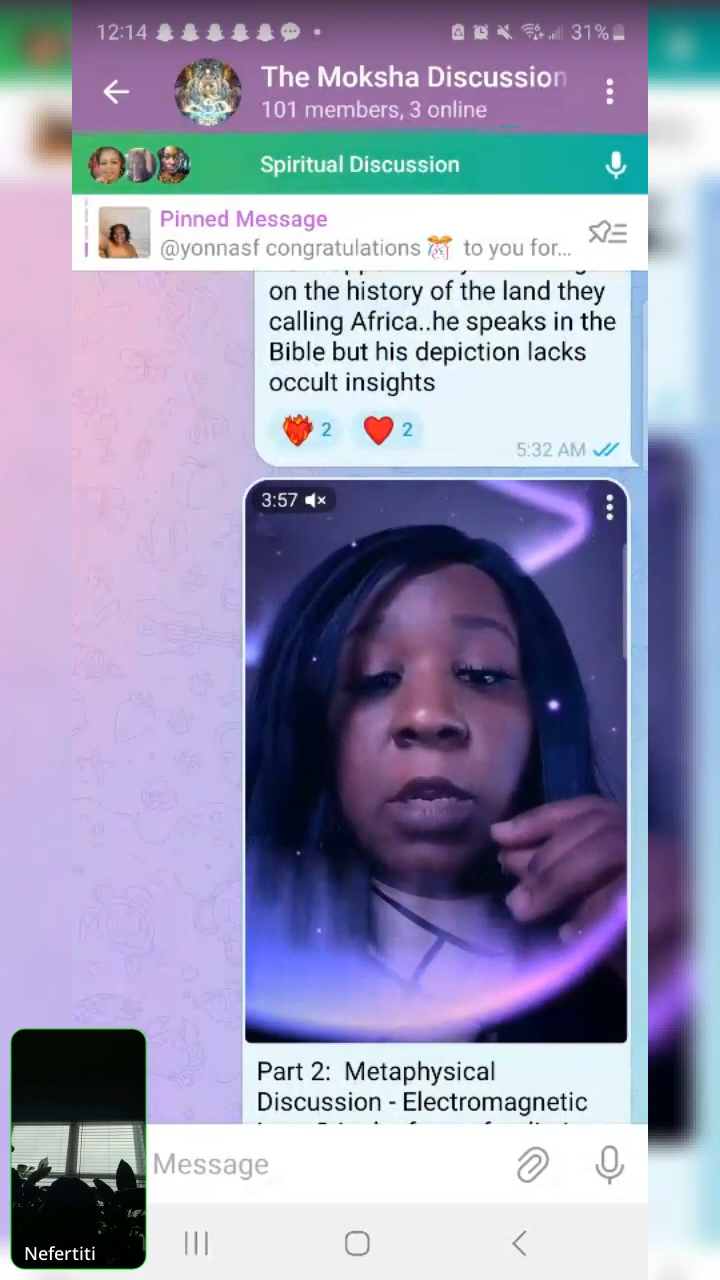 12:14
31%
The Moksha Discussion
101 members, 3 online
Spiritual Discussion
Pinned Message
@yonnasf congratulations 🎊 to you for...
on the history of the land they
calling Africa..he speaks in the
Bible but his depiction lacks
occult insights
2 2
5:32 AM
3:57
Part 2: Metaphysical
Discussion - Electromagnetic
Message
Nefertiti